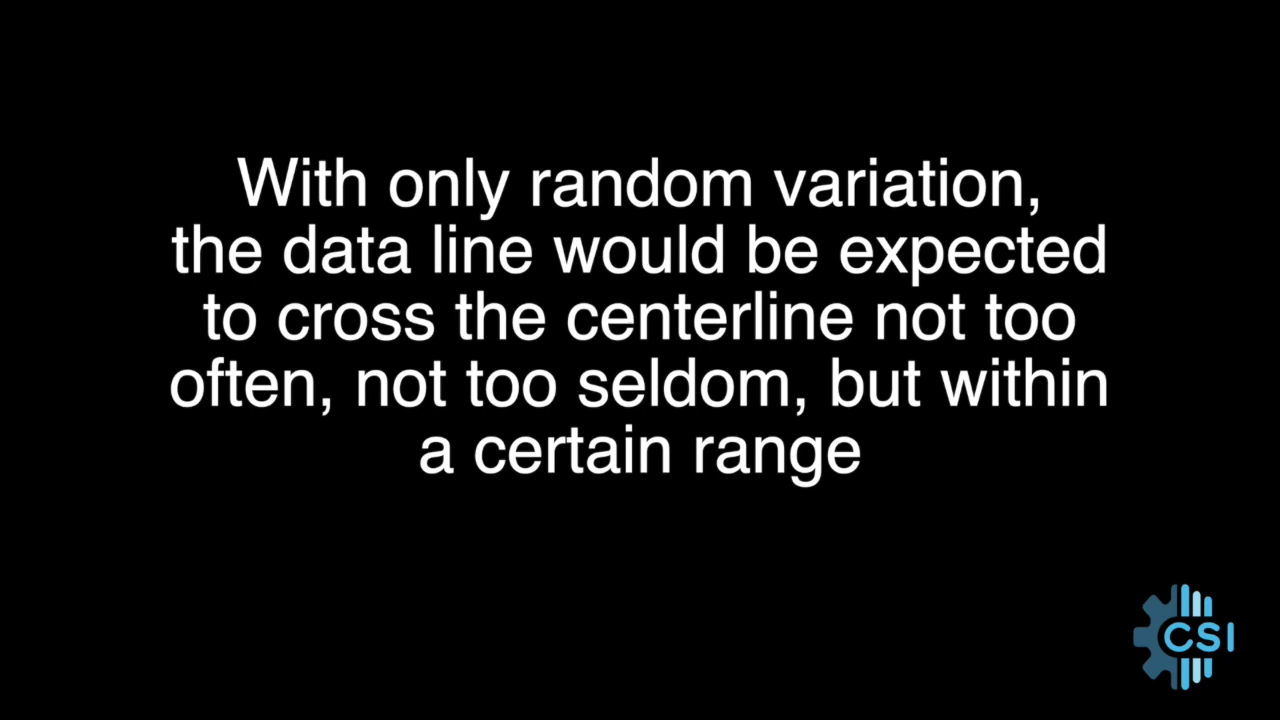 With only random variation,
the data line would be expected
to cross the centerline not too
often, not too seldom, but within
a certain range
CSI